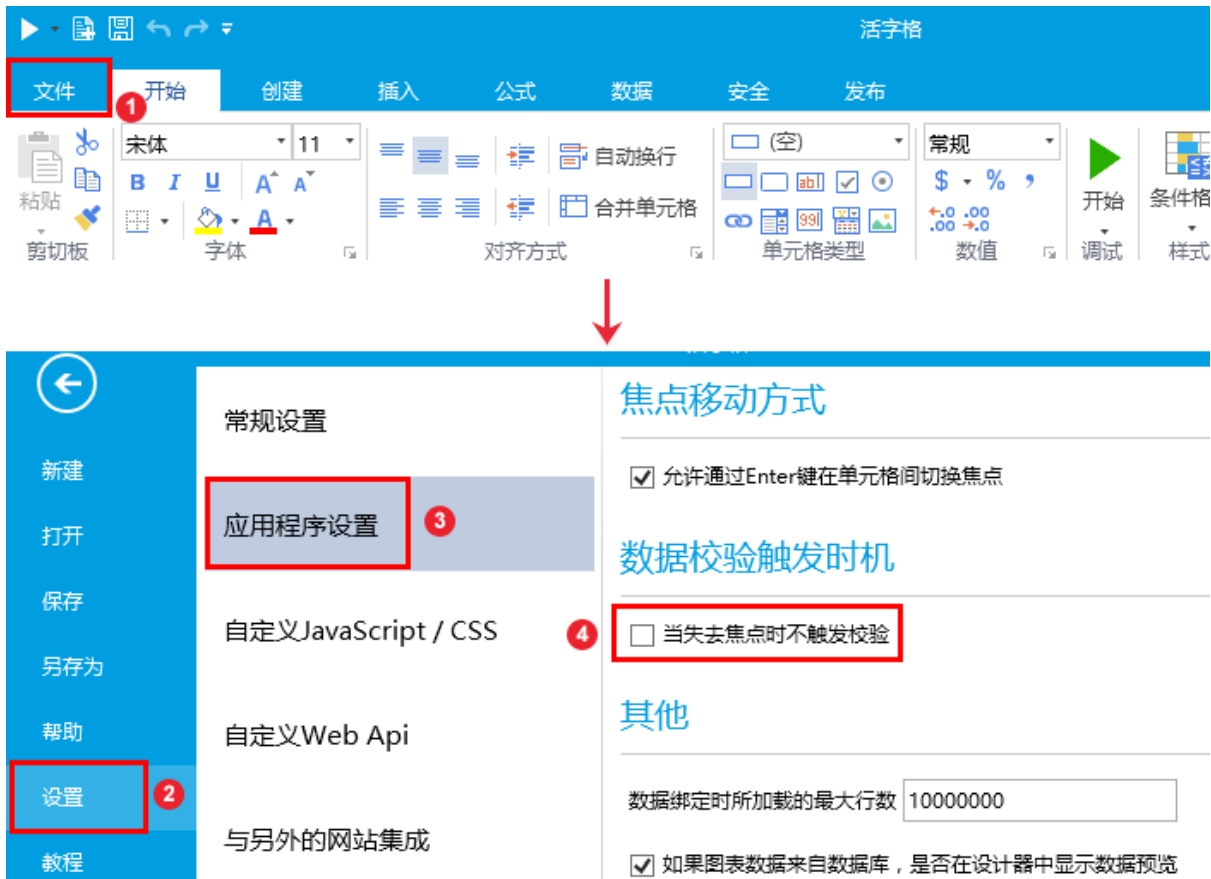 活字格
文件 开始 创建 插入 公式 数据 安全 发布
1
宋体 11 自动换行 (空) 常规
B I U A A abl $ % ,
粘贴 合并单元格 99 .0 .00 .00 .0 开始 条件格
剪切板 字体 对齐方式 单元格类型 数值 调试 样式
焦点移动方式
常规设置
新建 允许通过Enter键在单元格间切换焦点
应用程序设置 3
打开 数据校验触发时机
保存
自定义JavaScript / CSS 4 当失去焦点时不触发校验
另存为
其他
帮助 自定义Web Api
设置 2 数据绑定时所加载的最大行数 10000000
与另外的网站集成
教程 如果图表数据来自数据库，是否在设计器中显示数据预览